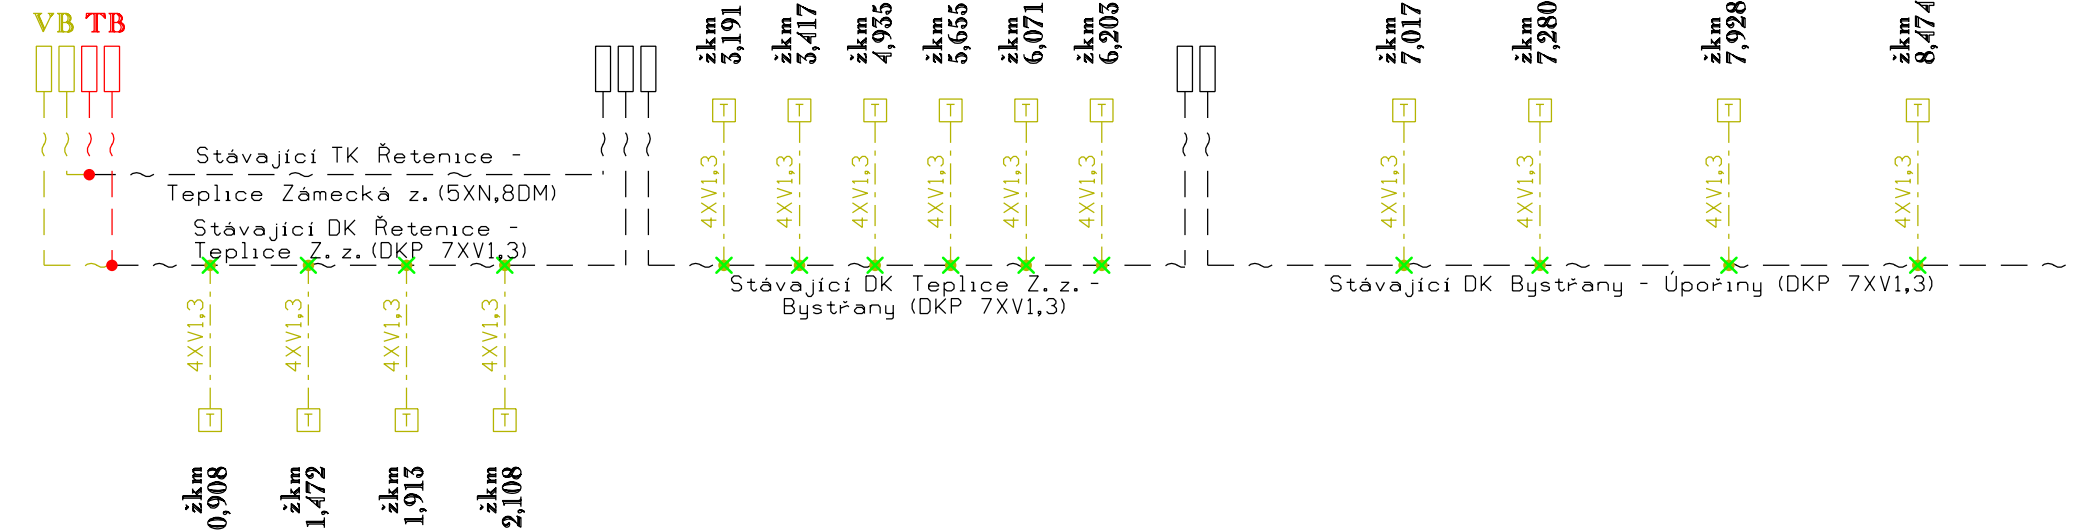 VB TB
žkm
3,191
žkm
3,417
žkm
4,935
žkm
5,655
žkm
6,071
žkm
6,203
žkm
7,017
žkm
7,280
žkm
7,928
žkm
8,474
T T T T T T T T T T
Stávající TK Řetenice -
Teplice Zámecká z.(5XN,8DM)
4XV1,3 4XV1,3 4XV1,3 4XV1,3 4XV1,3 4XV1,3 4XV1,3 4XV1,3 4XV1,3 4XV1,3
Stávající DK Řetenice -
Teplice Z.z.(DKP 7XV1,3)
Stávající DK Teplice Z.z.-
Bystřany (DKP 7XV1,3)
Stávající DK Bystřany - Úpořiny (DKP 7XV1,3)
4XV1,3 4XV1,3 4XV1,3 4XV1,3
T T T T
žkm
0,908
žkm
1,472
žkm
1,913
žkm
2,108